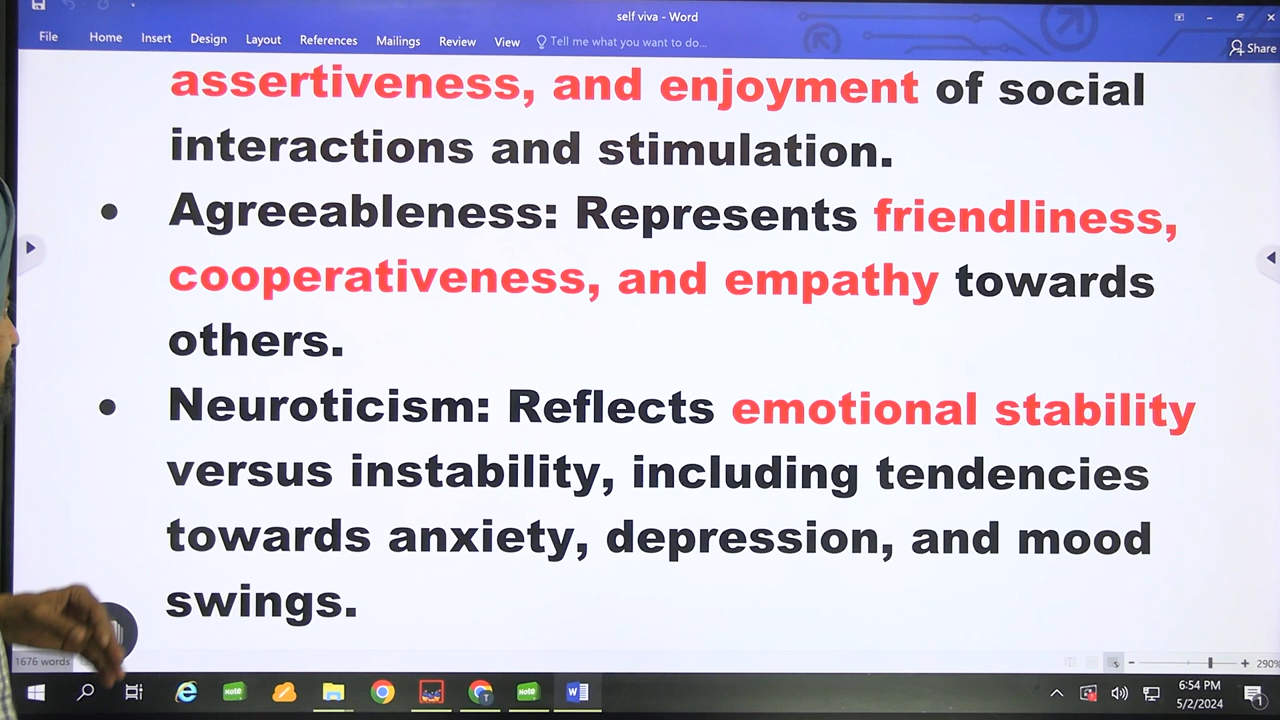 self viva - Word
File Home Insert Design Layout References Mailings Review View Tell me what you want to do... Share
assertiveness, and enjoyment of social
interactions and stimulation.
• Agreeableness: Represents friendliness,
cooperativeness, and empathy towards
others.
• Neuroticism: Reflects emotional stability
versus instability, including tendencies
towards anxiety, depression, and mood
swings.
1676 words 290%
Note Note
6:54 PM
5/2/2024